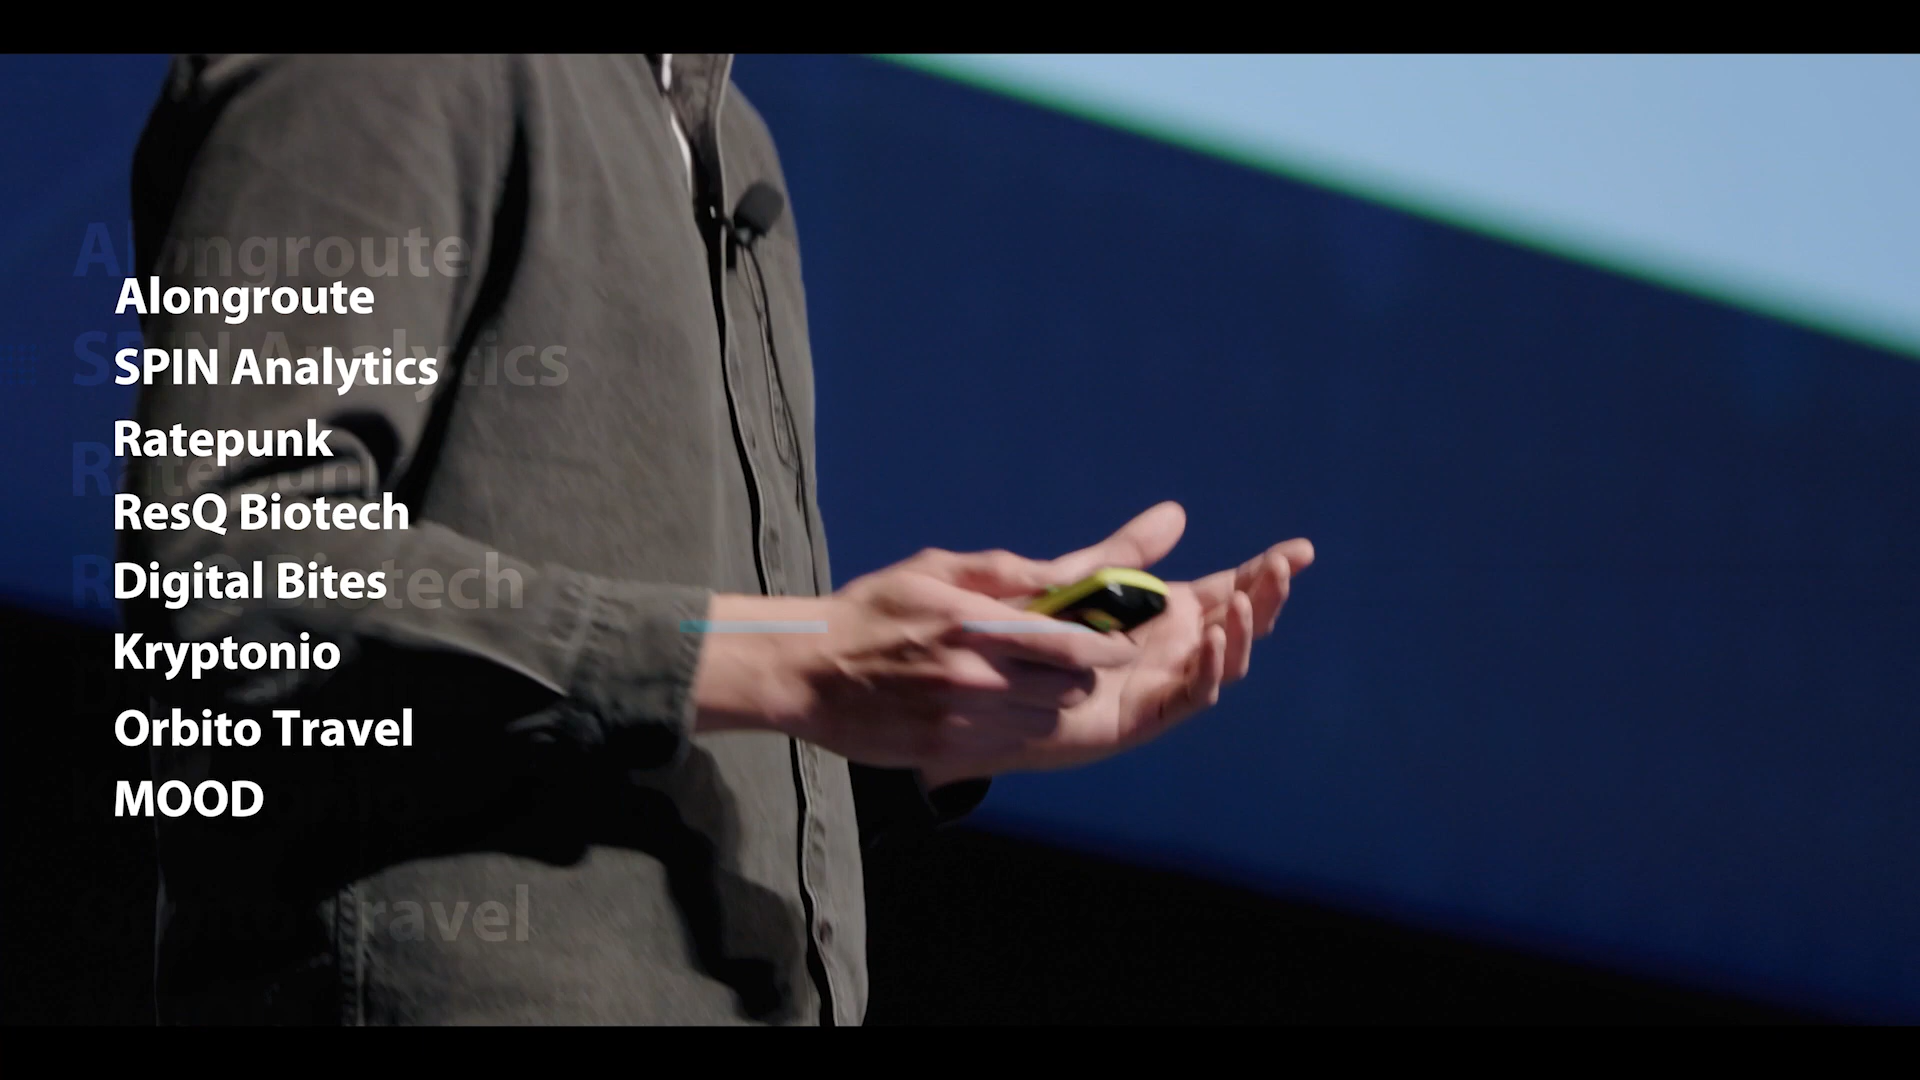 Alongroute
SPIN Analytics
Ratepunk
ResQ Biotech
Digital Bites
Kryptonio
Orbito Travel
MOOD